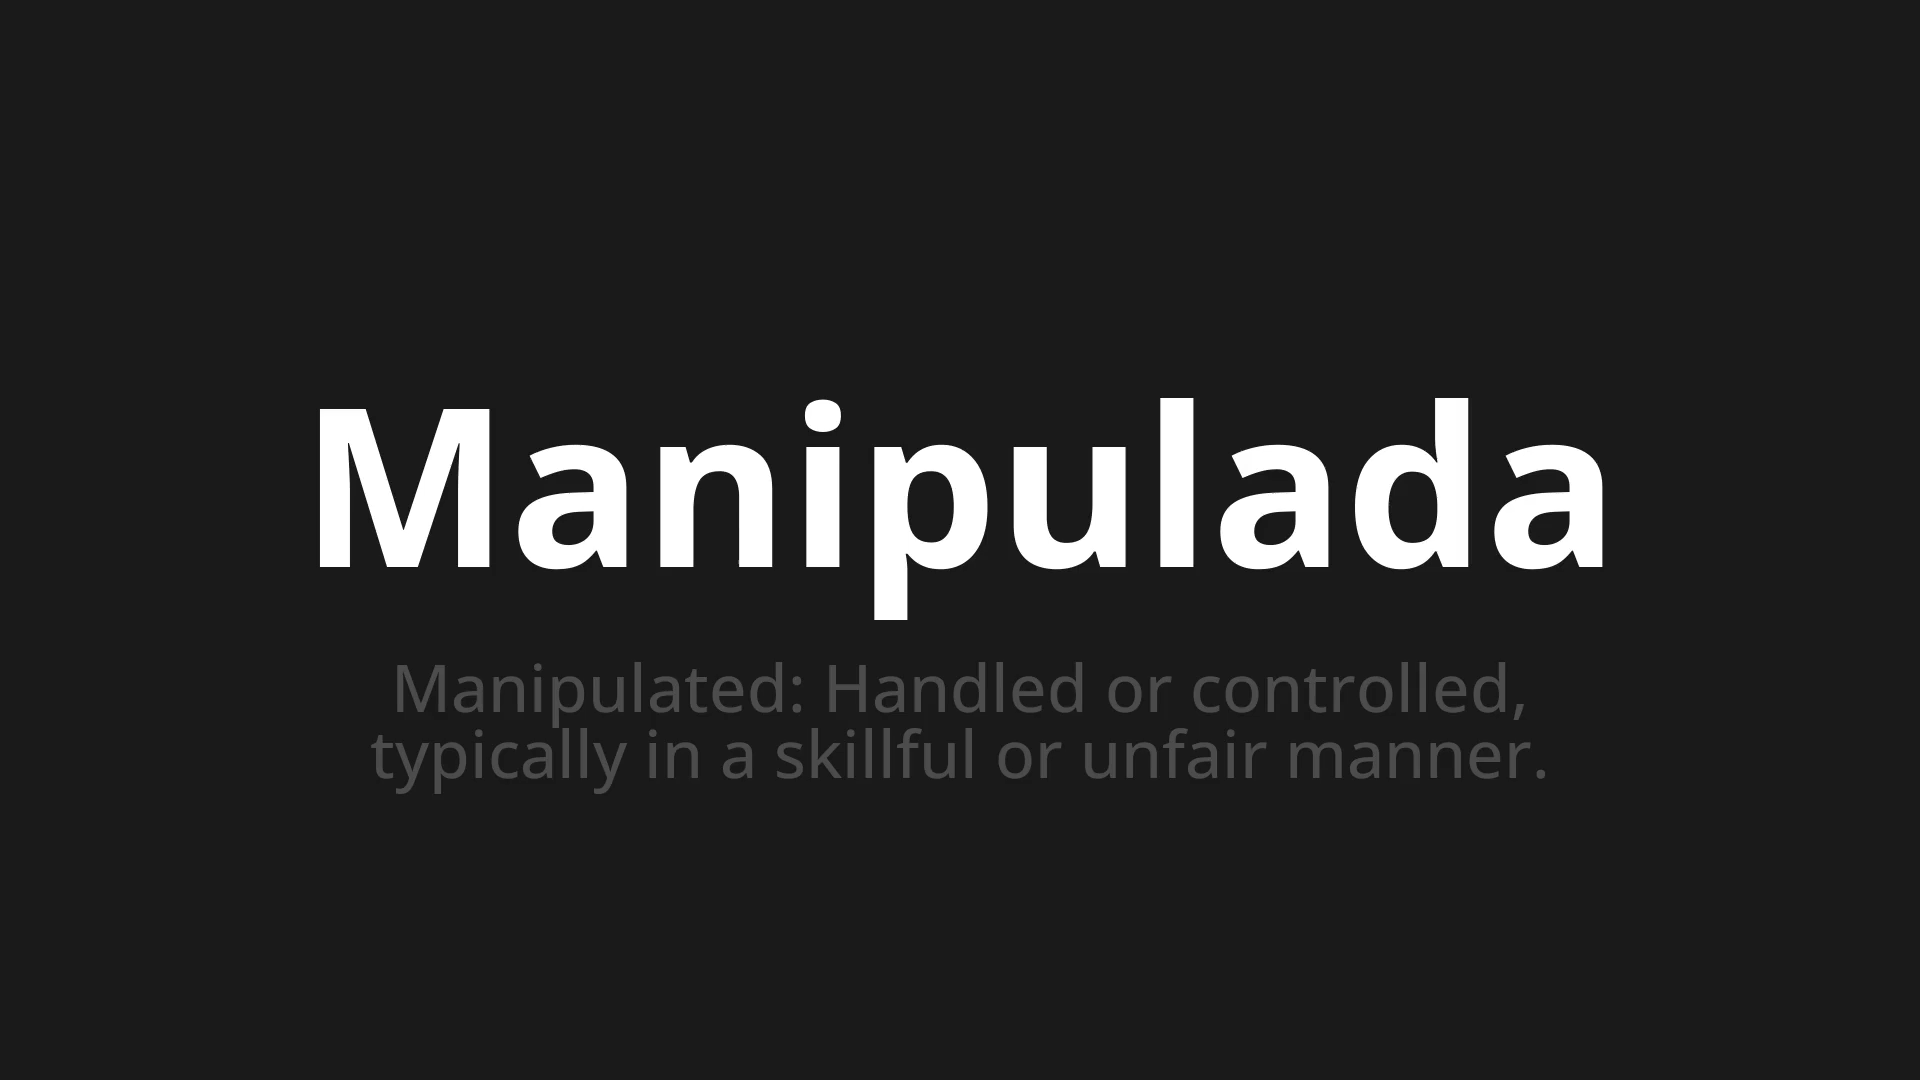 Manipulada
Manipulated: Handled or controlled,
typically in a skillful or unfair manner.